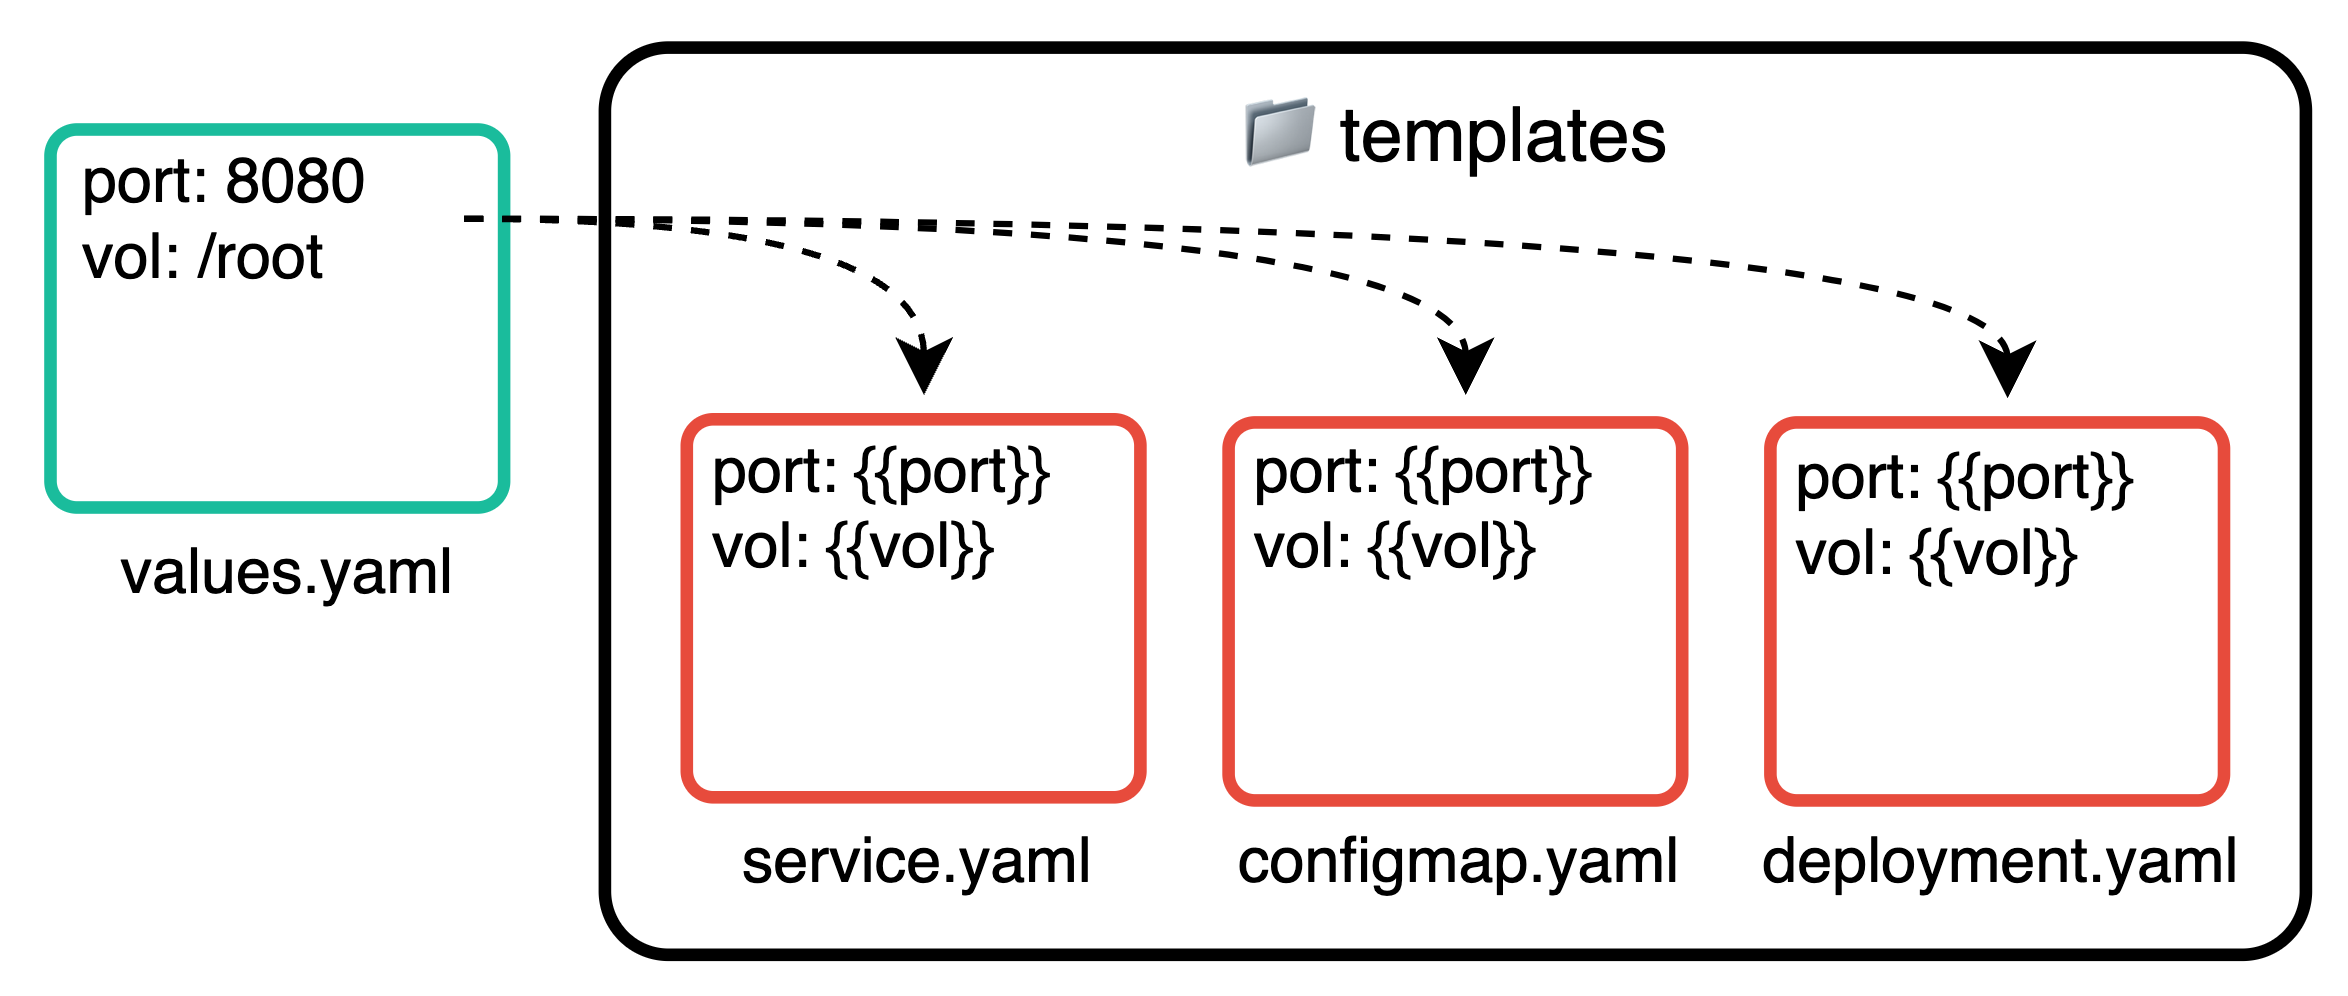 templates
port: 8080
vol: /root
values.yaml
port: {{port}}
vol: {{vol}}
service.yaml
port: {{port}}
vol: {{vol}}
configmap.yaml
port: {{port}}
vol: {{vol}}
deployment.yaml